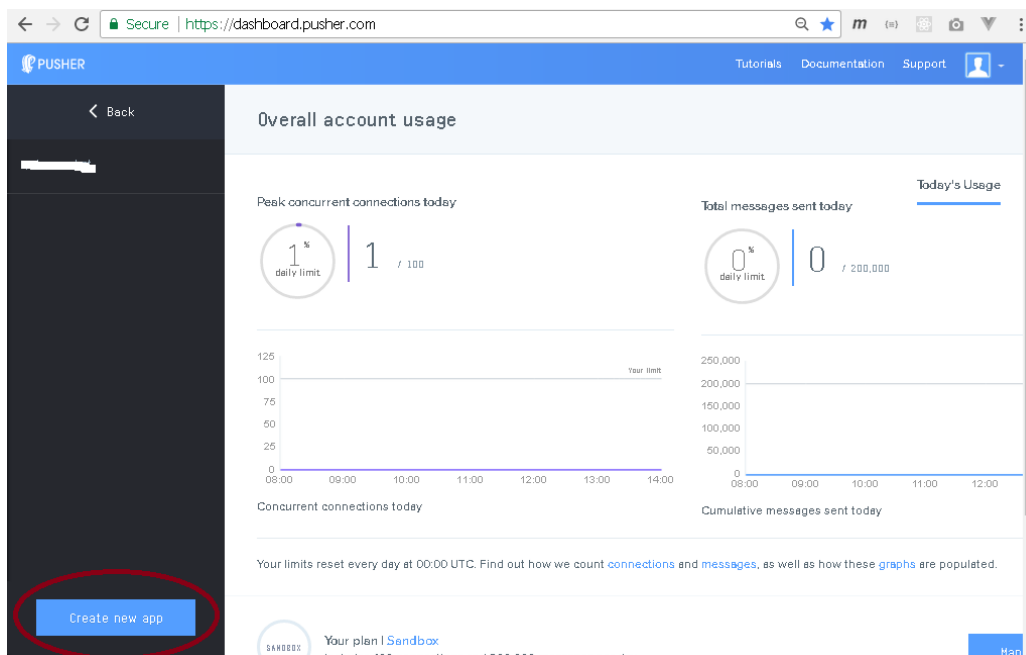 Secure | https://dashboard.pusher.com
m
PUSHER
Tutorials Documentation Support
Back
Overall account usage
Today's Usage
Peak concurrent connections today
1 %
daily limit
1 / 100
Total messages sent today
0 %
daily limit
0 / 200,000
125
100
75
50
25
0
Your limit
08:00 09:00 10:00 11:00 12:00 13:00 14:00
Concurrent connections today
250,000
200,000
150,000
100,000
50,000
0
08:00 09:00 10:00 11:00 12:00
Cumulative messages sent today
Your limits reset every day at 00:00 UTC. Find out how we count connections and messages, as well as how these graphs are populated.
Create new app
SANDBOX
Your plan | Sandbox